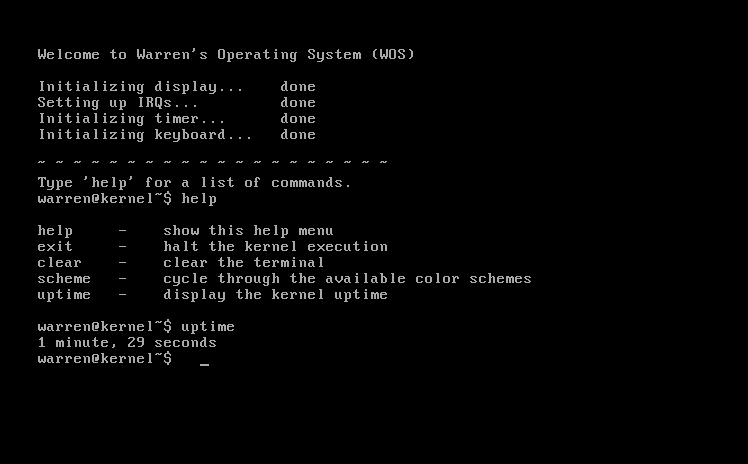 Welcome to Warren's Operating System (WOS)
Initializing display...    done
Setting up IRQs...         done
Initializing timer...      done
Initializing keyboard...   done
~ ~ ~ ~ ~ ~ ~ ~ ~ ~ ~ ~ ~ ~ ~ ~ ~ ~ ~ ~
Type 'help' for a list of commands.
warren@kernel~$ help
help     -    show this help menu
exit     -    halt the kernel execution
clear    -    clear the terminal
scheme   -    cycle through the available color schemes
uptime   -    display the kernel uptime
warren@kernel~$ uptime
1 minute, 29 seconds
warren@kernel~$   _